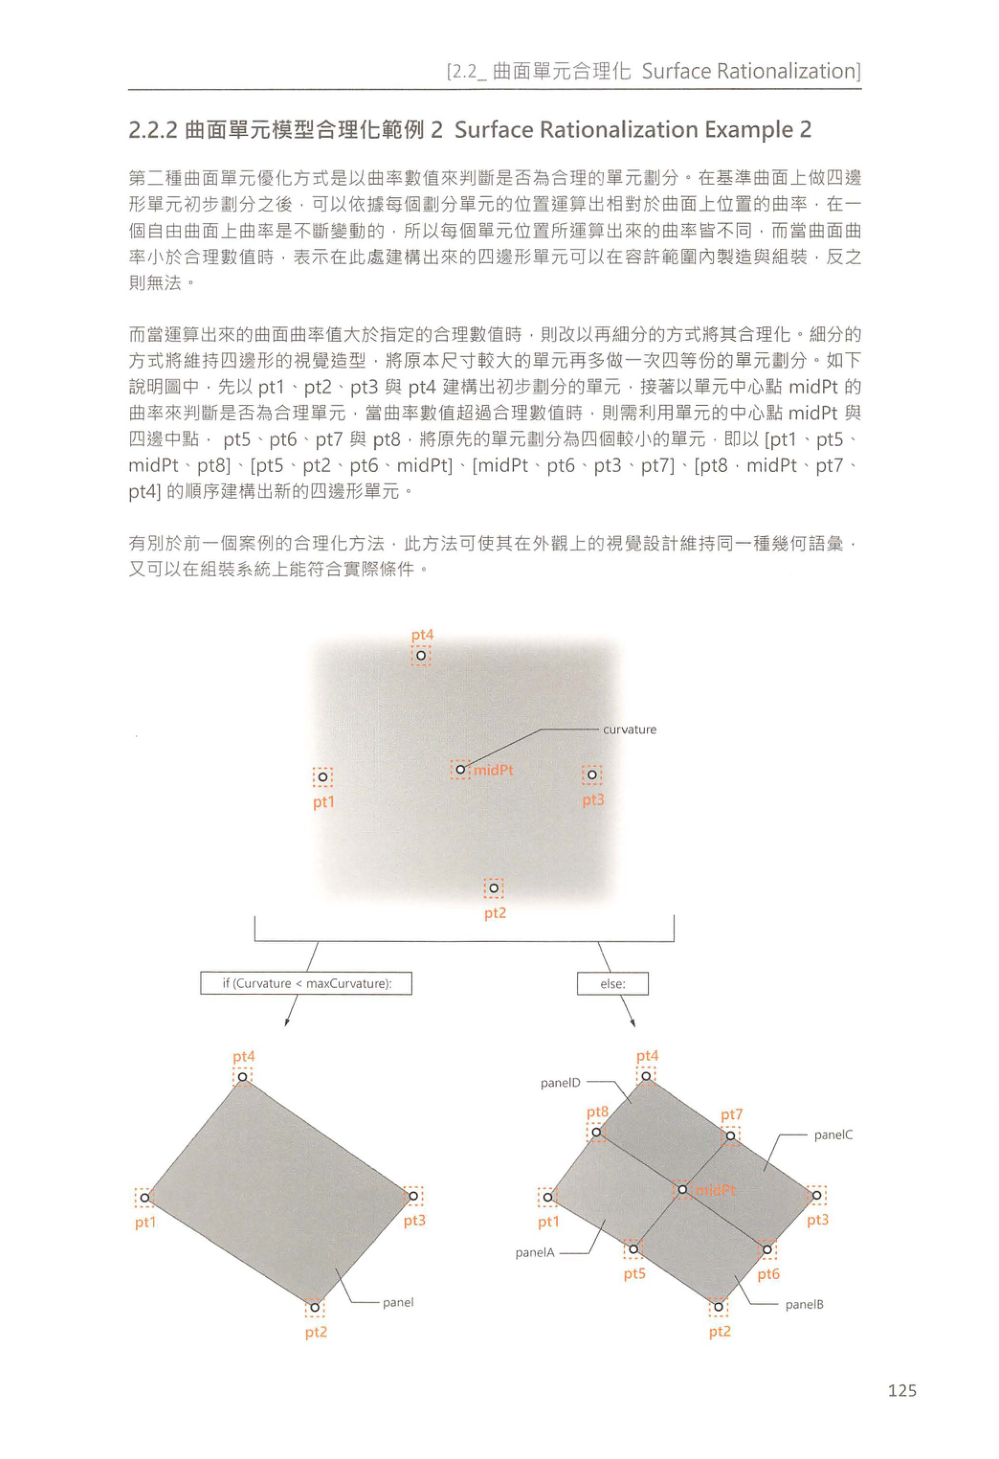 [2.2_ 曲面單元合理化 Surface Rationalization]
2.2.2 曲面單元模型合理化範例 2 Surface Rationalization Example 2
第二種曲面單元優化方式是以曲率數值來判斷是否為合理的單元劃分。在基準曲面上做四邊
形單元初步劃分之後，可以依據每個劃分單元的位置運算出相對於曲面上位置的曲率，在一
個自由曲面上曲率是不斷變動的，所以每個單元位置所運算出來的曲率皆不同，而當曲面曲
率小於合理數值時，表示在此處建構出來的四邊形單元可以在容許範圍內製造與組裝，反之
則無法。
而當運算出來的曲面曲率值大於指定的合理數值時，則改以再細分的方式將其合理化。細分的
方式將維持四邊形的視覺造型，將原本尺寸較大的單元再多做一次四等份的單元劃分。如下
說明圖中，先以 pt1、pt2、pt3 與 pt4 建構出初步劃分的單元，接著以單元中心點 midPt 的
曲率來判斷是否為合理單元，當曲率數值超過合理數值時，則需利用單元的中心點 midPt 與
四邊中點， pt5、pt6、pt7 與 pt8，將原先的單元劃分為四個較小的單元，即以 [pt1、pt5、
midPt、pt8]、[pt5、pt2、pt6、midPt]、[midPt、pt6、pt3、pt7]、[pt8，midPt、pt7、
pt4] 的順序建構出新的四邊形單元。
有別於前一個案例的合理化方法，此方法可使其在外觀上的視覺設計維持同一種幾何語彙，
又可以在組裝系統上能符合實際條件。
pt4
curvature
midPt
pt1
pt3
pt2
if (Curvature < maxCurvature):
else:
pt4
pt1
pt3
panel
pt2
pt4
panelD
pt8
pt7
panelC
midPt
pt1
pt3
panelA
pt5
pt6
panelB
pt2
125